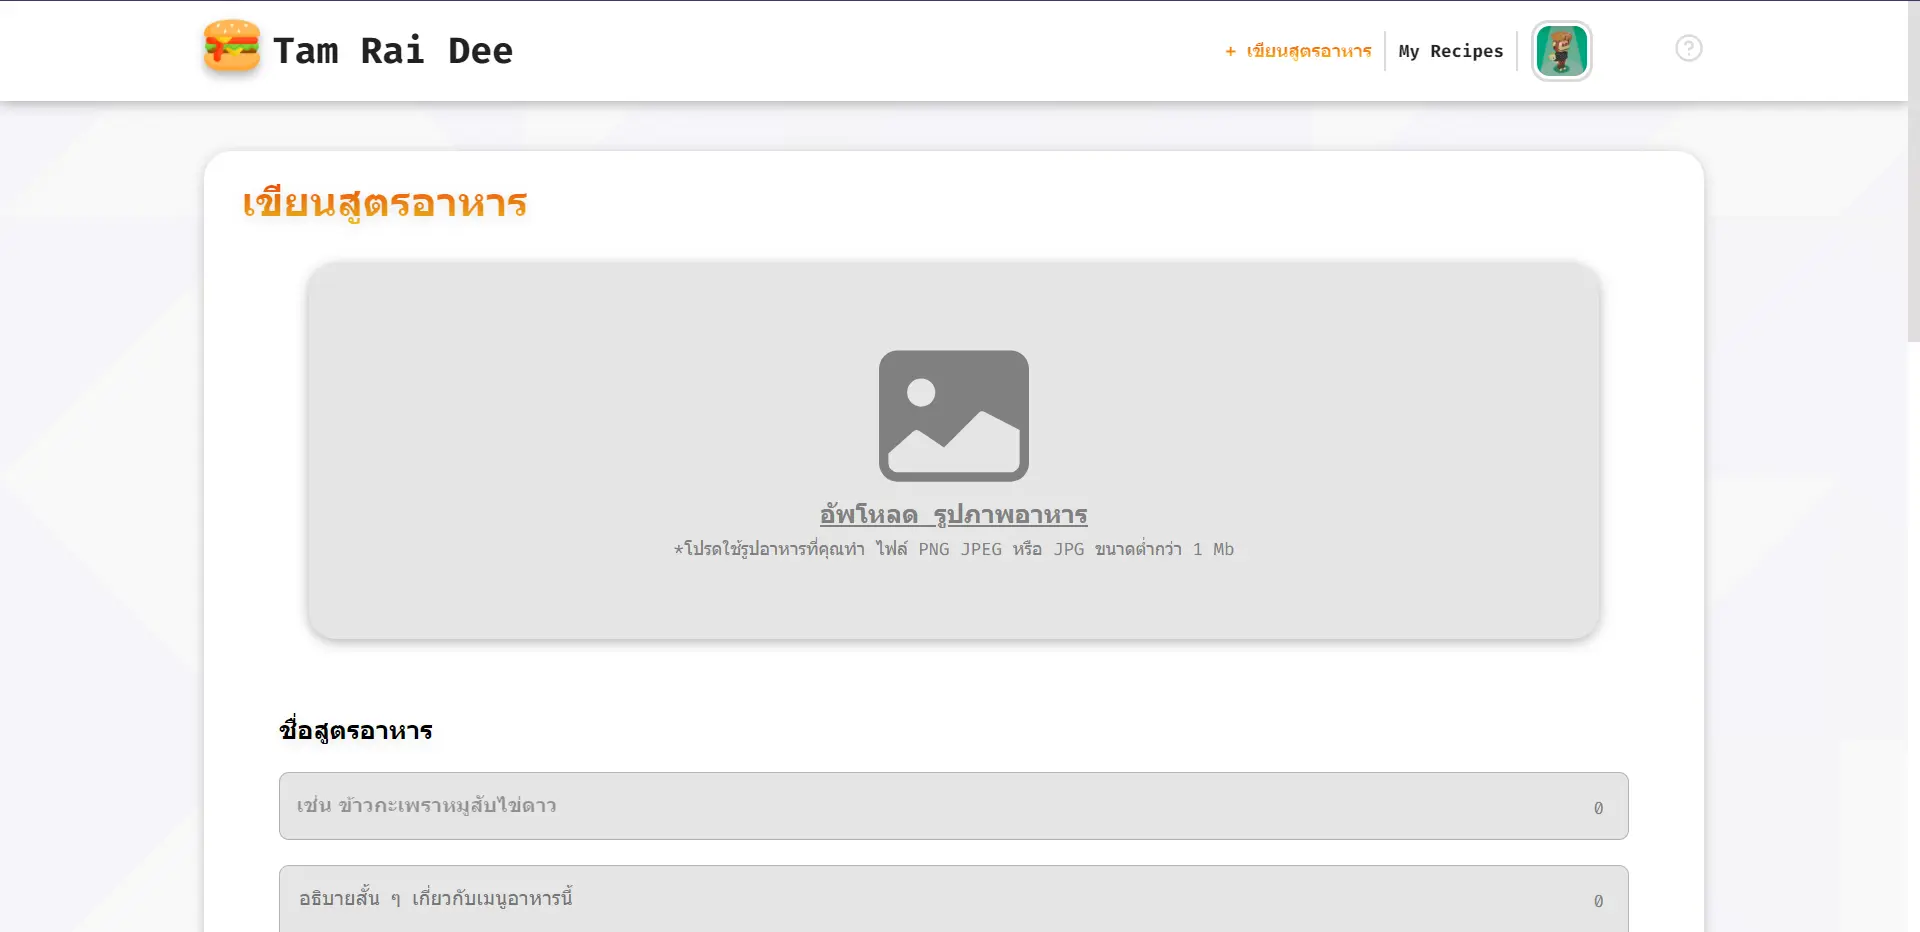 Tam Rai Dee
+ เขียนสูตรอาหาร
My Recipes
?
เขียนสูตรอาหาร
อัพโหลด รูปภาพอาหาร
*โปรดใช้รูปอาหารที่คุณทำ ไฟล์ PNG JPEG หรือ JPG ขนาดต่ำกว่า 1 Mb
ชื่อสูตรอาหาร
เช่น ข้าวกะเพราหมูสับไข่ดาว
0
อธิบายสั้น ๆ เกี่ยวกับเมนูอาหารนี้
0